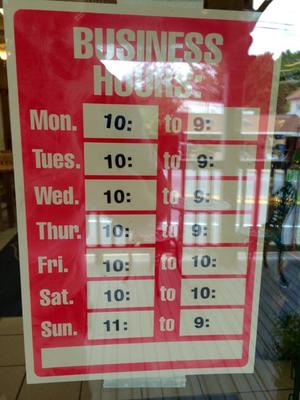 BUSINESS
HOURS:
Mon. 10: to 9:
Tues. 10: to 9:
Wed. 10: to 9:
Thur. 10: to 9:
Fri. 10: to 10:
Sat. 10: to 10:
Sun. 11: to 9: